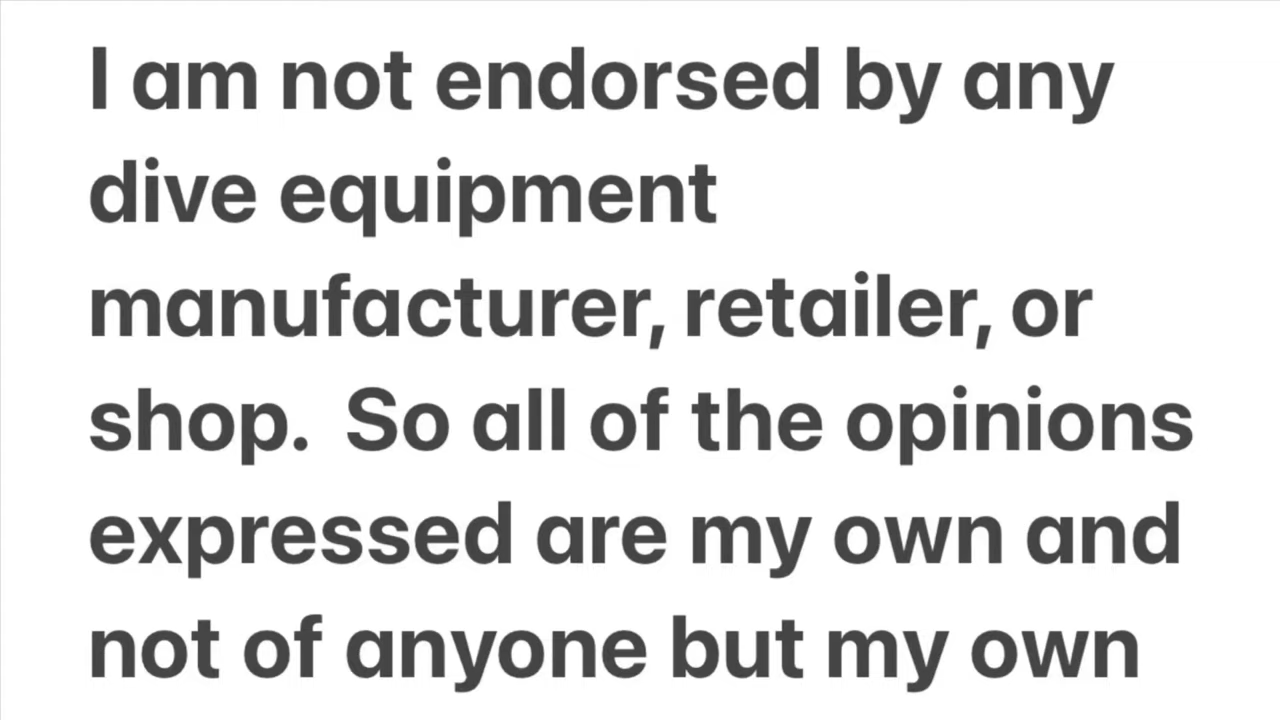 I am not endorsed by any
dive equipment
manufacturer, retailer, or
shop.  So all of the opinions
expressed are my own and
not of anyone but my own